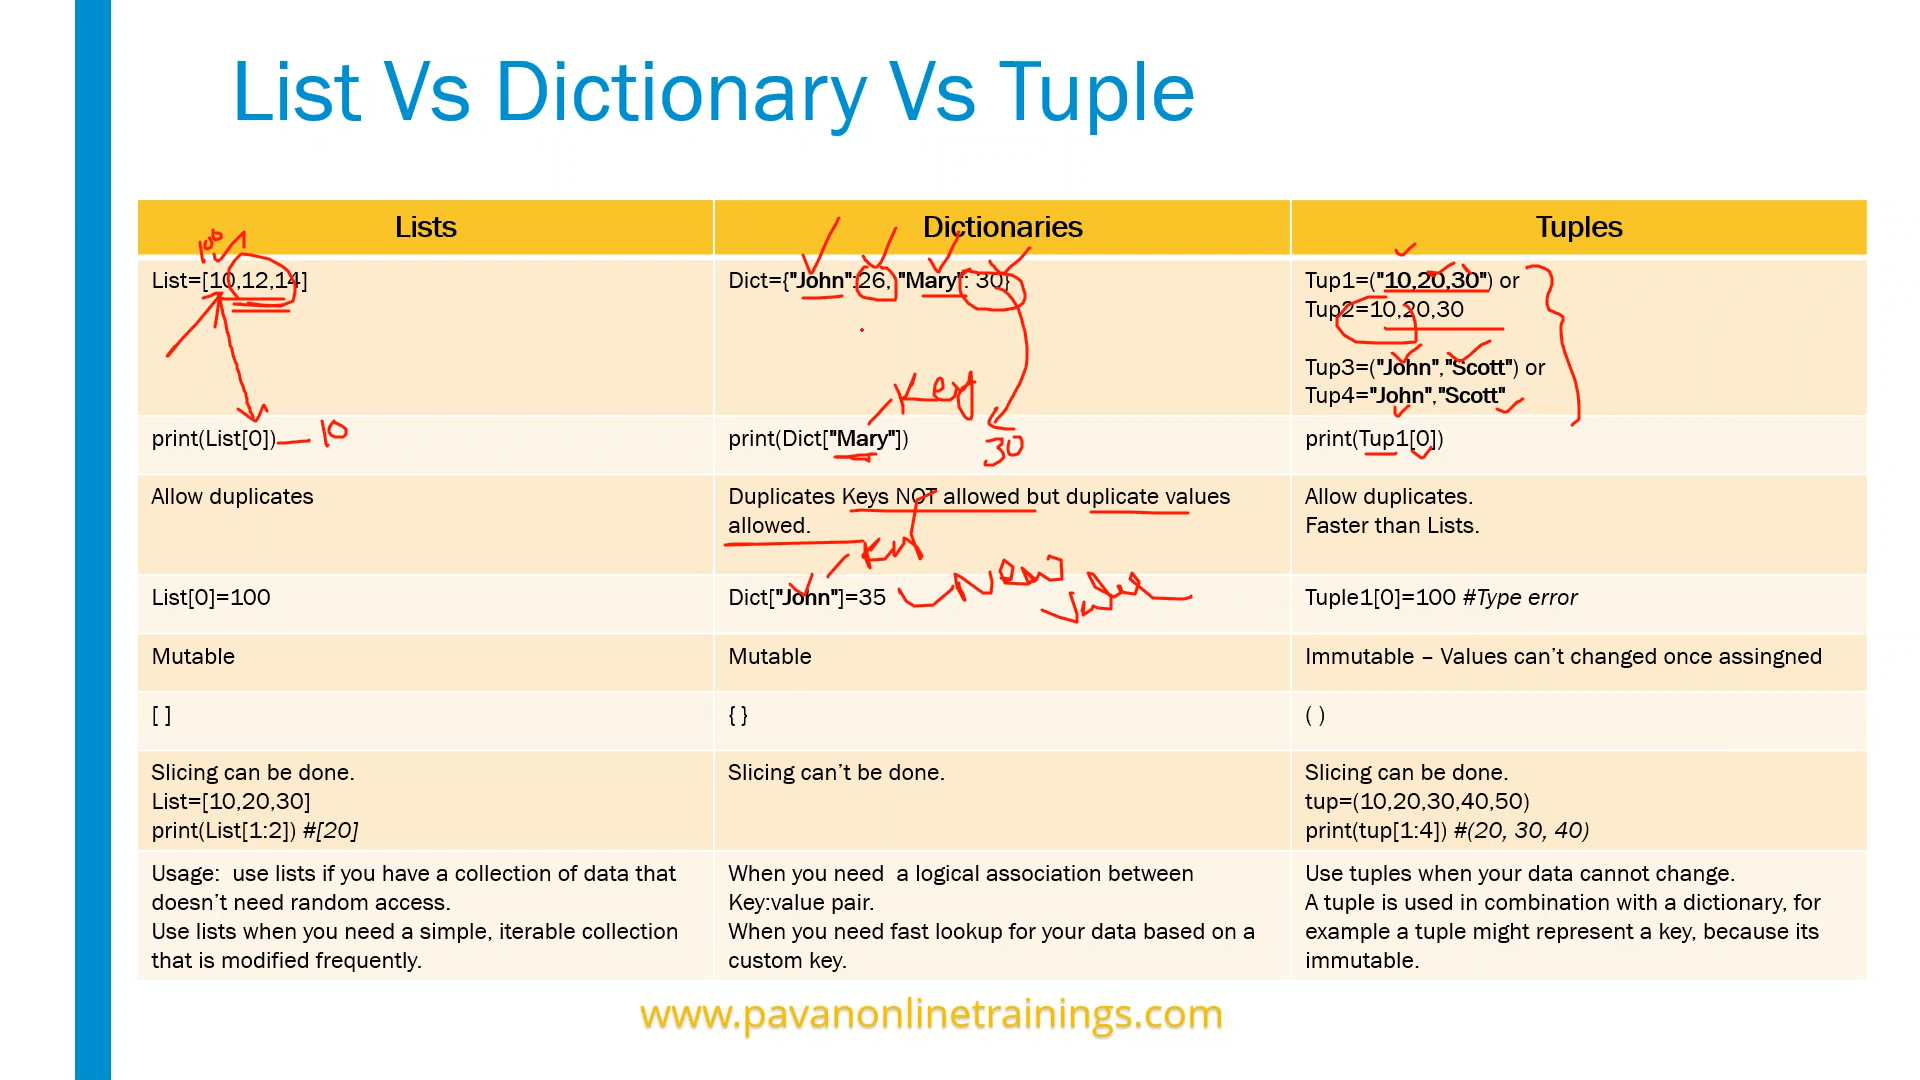 List Vs Dictionary Vs Tuple
Lists
Dictionaries
Tuples
100
List=[10,12,14]
Dict={"John":26, "Mary": 30}
Tup1=("10,20,30") or
Tup2=10,20,30
Tup3=("John","Scott") or
Tup4="John","Scott"
Key
print(List[0])
10
print(Dict["Mary"])
30
print(Tup1[0])
Allow duplicates
Duplicates Keys NOT allowed but duplicate values
allowed.
Allow duplicates.
Faster than Lists.
Key
List[0]=100
Dict["John"]=35
New
Value
Tuple1[0]=100 #Type error
Mutable
Mutable
Immutable – Values can’t changed once assingned
[ ]
{ }
( )
Slicing can be done.
List=[10,20,30]
print(List[1:2]) #[20]
Slicing can’t be done.
Slicing can be done.
tup=(10,20,30,40,50)
print(tup[1:4]) #(20, 30, 40)
Usage:  use lists if you have a collection of data that
doesn’t need random access.
Use lists when you need a simple, iterable collection
that is modified frequently.
When you need  a logical association between
Key:value pair.
When you need fast lookup for your data based on a
custom key.
Use tuples when your data cannot change.
A tuple is used in combination with a dictionary, for
example a tuple might represent a key, because its
immutable.
www.pavanonlinetrainings.com